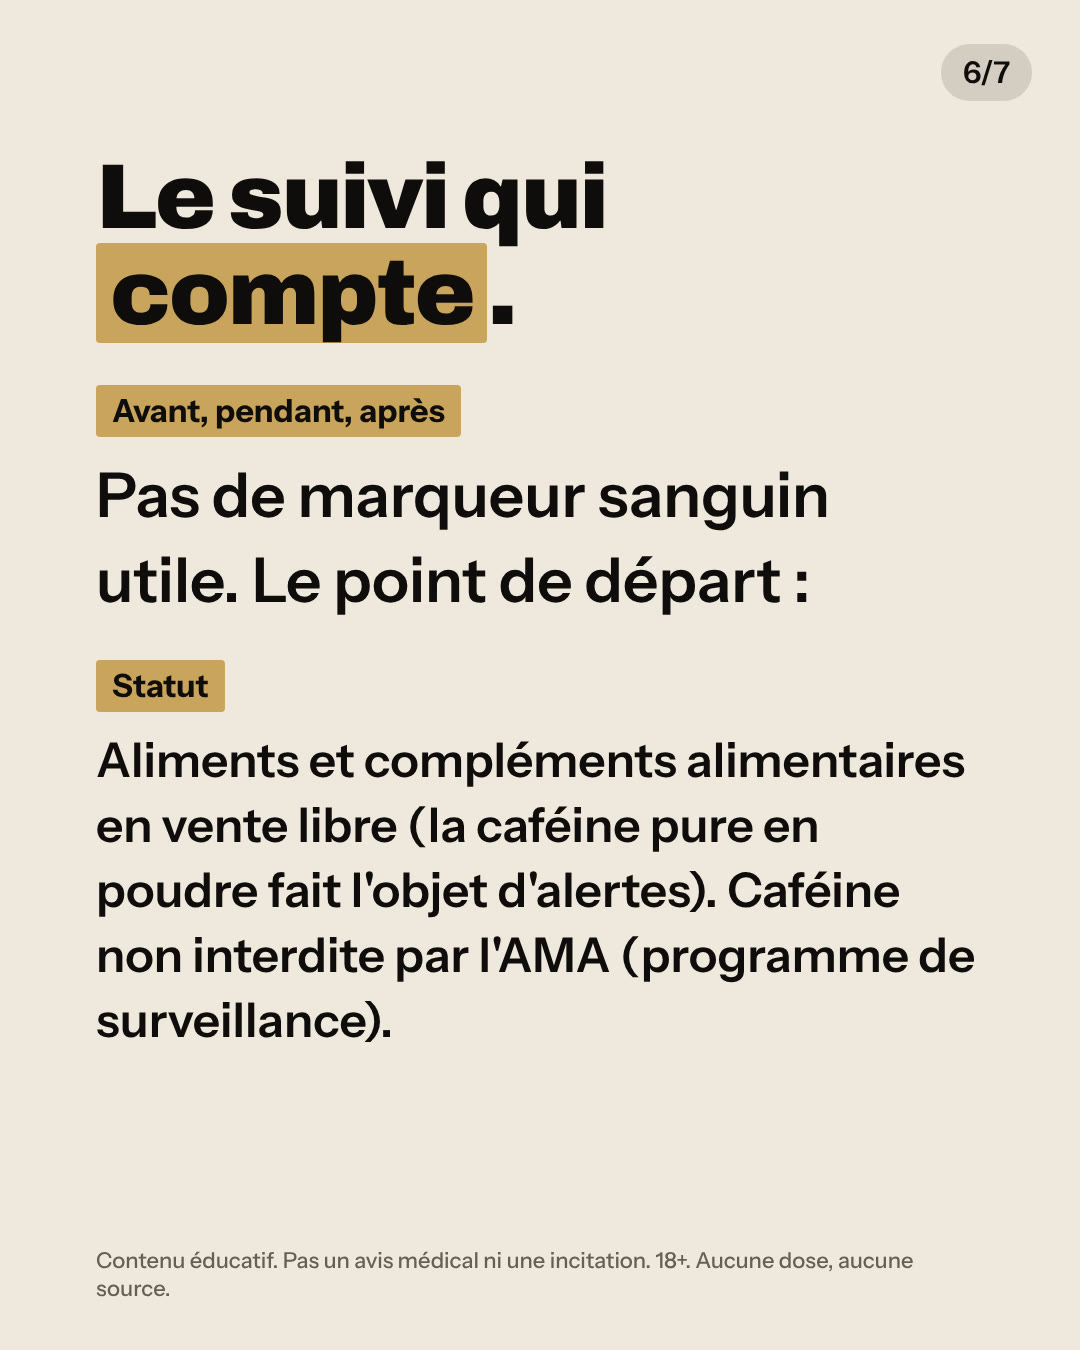 6/7
Le suivi qui
compte.
Avant, pendant, après
Pas de marqueur sanguin
utile. Le point de départ :
Statut
Aliments et compléments alimentaires
en vente libre (la caféine pure en
poudre fait l'objet d'alertes). Caféine
non interdite par l'AMA (programme de
surveillance).
Contenu éducatif. Pas un avis médical ni une incitation. 18+. Aucune dose, aucune
source.